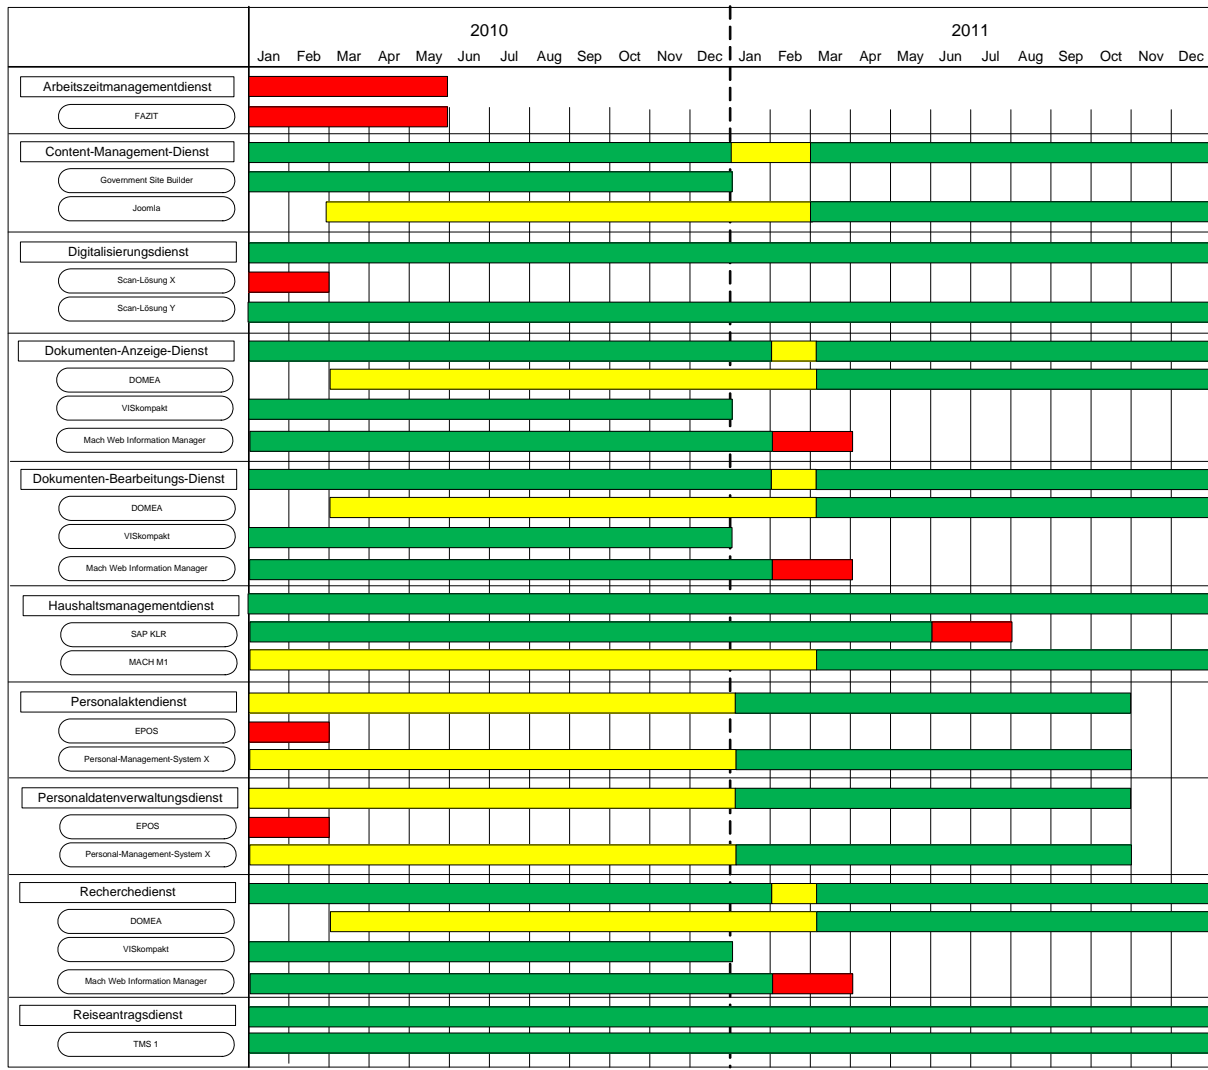 2010 2011
Jan Feb Mar Apr May Jun Jul Aug Sep Oct Nov Dec Jan Feb Mar Apr May Jun Jul Aug Sep Oct Nov Dec
Arbeitszeitmanagementdienst
FAZIT
Content-Management-Dienst
Government Site Builder
Joomla
Digitalisierungsdienst
Scan-Lösung X
Scan-Lösung Y
Dokumenten-Anzeige-Dienst
DOMEA
VISkompakt
Mach Web Information Manager
Dokumenten-Bearbeitungs-Dienst
DOMEA
VISkompakt
Mach Web Information Manager
Haushaltsmanagementdienst
SAP KLR
MACH M1
Personalaktendienst
EPOS
Personal-Management-System X
Personaldatenverwaltungsdienst
EPOS
Personal-Management-System X
Recherchedienst
DOMEA
VISkompakt
Mach Web Information Manager
Reiseantragsdienst
TMS 1